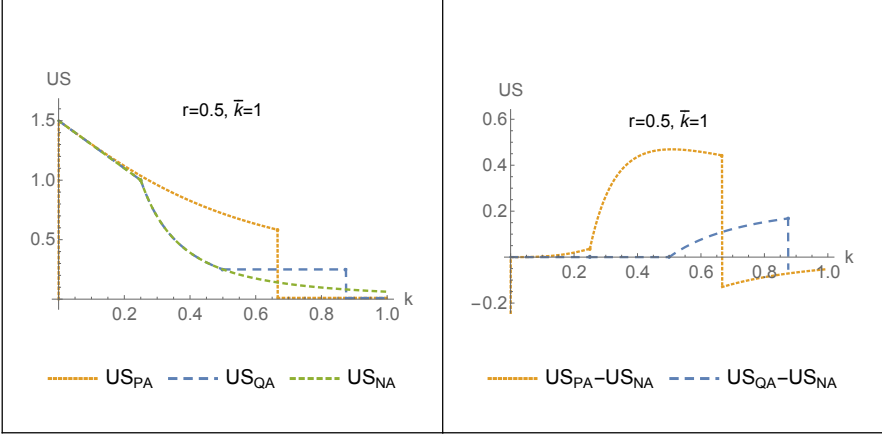 US
r=0.5, k̄=1
1.5
1.0
0.5
0.2 0.4 0.6 0.8 1.0
k
US_PA US_QA US_NA
US
r=0.5, k̄=1
0.6
0.4
0.2
−0.2
0.2 0.4 0.6 0.8 1.0
k
US_PA−US_NA US_QA−US_NA